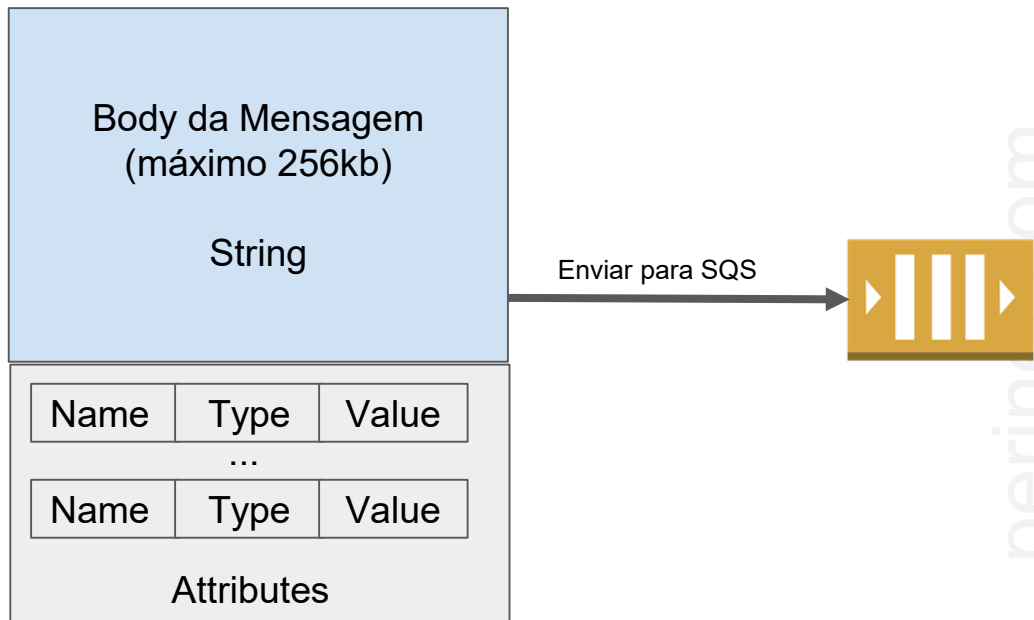 Body da Mensagem
(máximo 256kb)
String
Enviar para SQS
Name Type Value
...
Name Type Value
Attributes